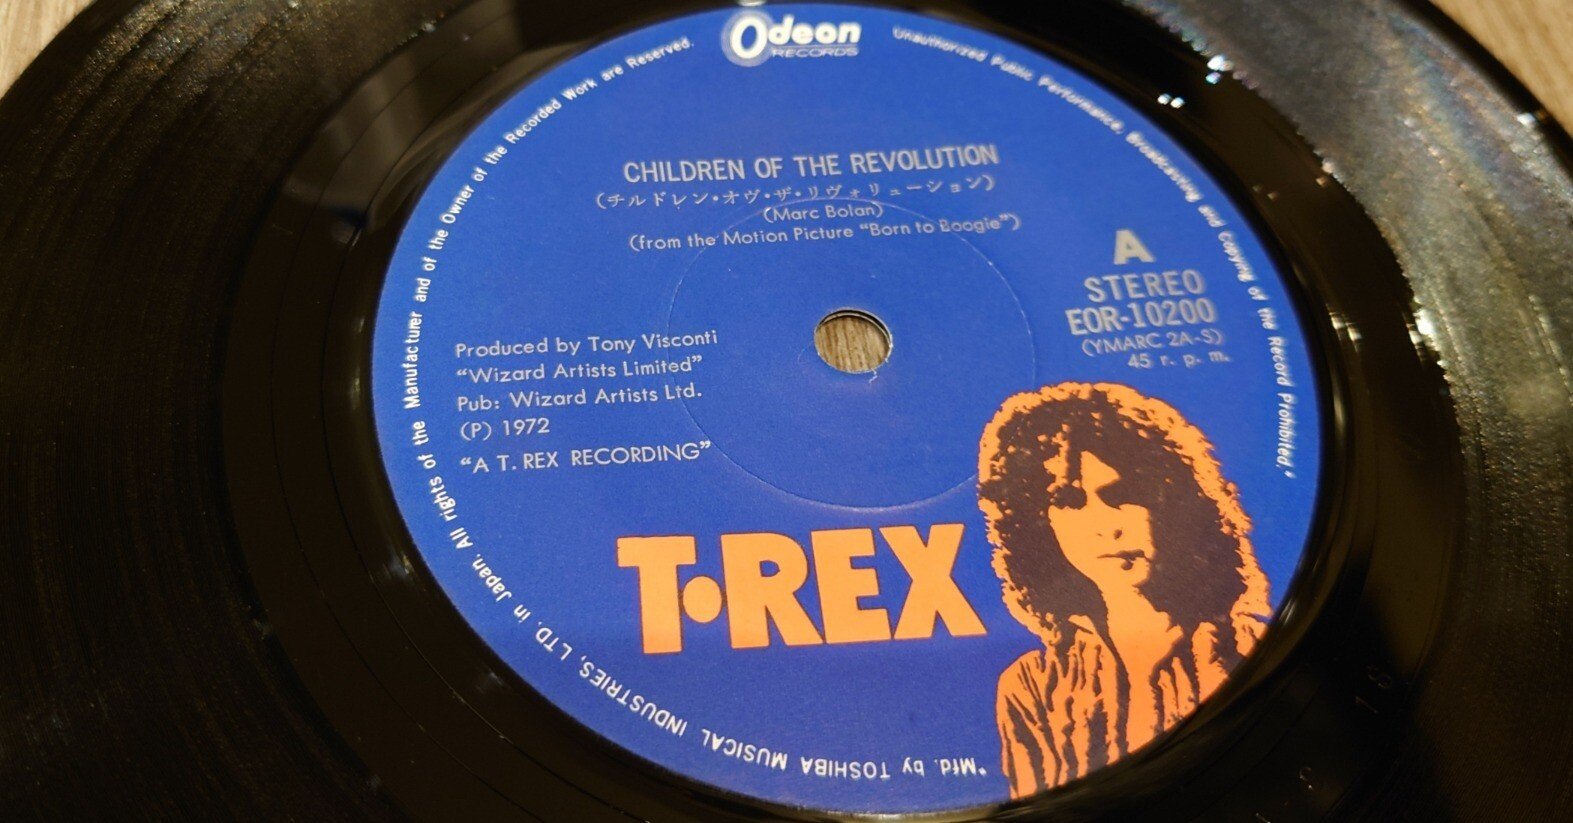 Odeon
RECORDS
CHILDREN OF THE REVOLUTION
(チルドレン・オヴ・ザ・リヴォリューション)
(Marc Bolan)
(from the Motion Picture “Born to Boogie”)
A
STEREO
EOR-10200
(YMARC 2A-S)
45 r. p. m.
Produced by Tony Visconti
“Wizard Artists Limited”
Pub: Wizard Artists Ltd.
(P) 1972
“A T. REX RECORDING”
T•REX
"Mfd. by TOSHIBA MUSICAL INDUSTRIES, LTD. in Japan. All rights of the Manufacturer and of the Owner of the Recorded Work are Reserved.
Unauthorized Public Performance, Broadcasting and Copying of the Record Prohibited."